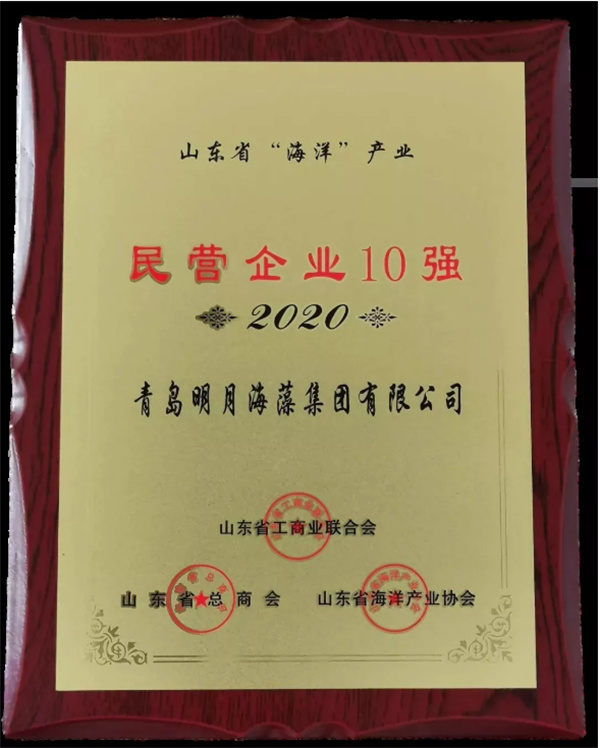 山东省“海洋”产业
民营企业10强
2020
青岛明月海藻集团有限公司
山东省工商业联合会
山东省总商会 山东省海洋产业协会